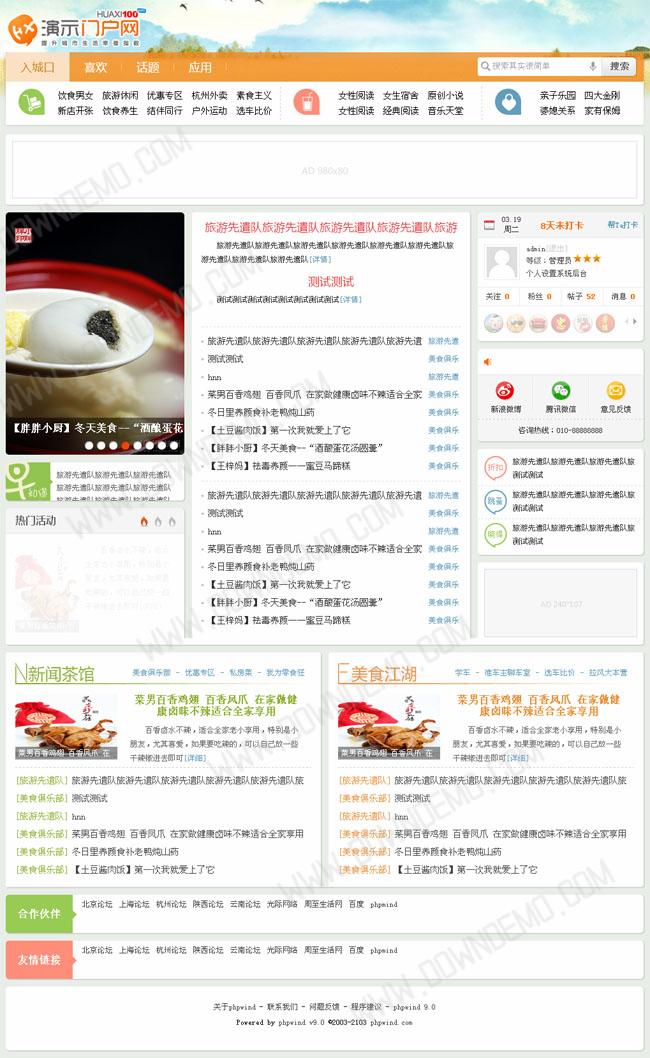 HUAXI100
演示门户网
提升城市生活幸福指数
入城口 喜欢 话题 应用
搜索其实很简单 搜索
饮食男女 旅游休闲 优惠专区 杭州外卖 素食主义
新店开张 饮食养生 结伴同行 户外运动 选车比价
女性阅读 女生宿舍 原创小说
女性阅读 经典阅读 音乐天堂
亲子乐园 四大金刚
婆媳关系 家有保姆
AD 980x80
【胖胖小厨】冬天美食--“酒酿蛋花
知道
旅游先遣队旅游先遣队旅游先遣队
旅游先遣队旅游先遣队旅游先遣队
旅游先遣队旅游先遣队旅游先遣队
热门活动
旅游先遣队旅游先遣队旅游先遣队旅游先遣队旅游
旅游先遣队旅游先遣队旅游先遣队旅游先遣队旅游先遣队旅游先遣队旅
游先遣队旅游先遣队旅游先遣队[详情]
测试测试
测试测试测试测试测试测试测试测试[详情]
旅游先遣队旅游先遣队旅游先遣队旅游先遣队旅游先遣 旅游先遣
测试测试 美食俱乐
hnn 旅游先遣
菜男百香鸡翅 百香凤爪 在家做健康卤味不辣适合全家 美食俱乐
冬日里养颜食补老鸭炖山药 美食俱乐
【土豆酱肉饭】第一次我就爱上了它 美食俱乐
【胖胖小厨】冬天美食--“酒酿蛋花汤圆羹” 美食俱乐
【王梓妈】祛毒养颜——蜜豆马蹄糕 美食俱乐
旅游先遣队旅游先遣队旅游先遣队旅游先遣队旅游先遣 旅游先遣
测试测试 美食俱乐
hnn 旅游先遣
菜男百香鸡翅 百香凤爪 在家做健康卤味不辣适合全家 美食俱乐
冬日里养颜食补老鸭炖山药 美食俱乐
【土豆酱肉饭】第一次我就爱上了它 美食俱乐
【胖胖小厨】冬天美食--“酒酿蛋花汤圆羹” 美食俱乐
【王梓妈】祛毒养颜——蜜豆马蹄糕 美食俱乐
03.19
周二
8天未打卡
帮Ta打卡
admin[退出]
等级：管理员
个人设置系统后台
关注 0 粉丝 0 帖子 52 消息 0
新浪微博 腾讯微信 意见反馈
咨询热线：010-88888888
折扣
旅游先遣队旅游先遣队旅游先遣队
测试测试
跳蚤
旅游先遣队旅游先遣队旅游先遣队
测试测试
晓得
旅游先遣队旅游先遣队旅游先遣队
测试测试
AD 240*107
N新闻茶馆
美食俱乐部 - 优惠专区 - 私房菜 - 我为零食狂
菜男百香鸡翅 百香凤爪 在家做健
康卤味不辣适合全家享用
百香卤水不辣，适合全家老小享用，特别是小
朋友，尤其喜爱，如果要吃辣的，可以自己放一些
干辣椒进去即可[详细]
菜男百香鸡翅 百香凤爪 在
[旅游先遣队] 旅游先遣队旅游先遣队旅游先遣队旅游先遣队旅游先遣队旅
[美食俱乐部] 测试测试
[旅游先遣队] hnn
[美食俱乐部] 菜男百香鸡翅 百香凤爪 在家做健康卤味不辣适合全家享用
[美食俱乐部] 冬日里养颜食补老鸭炖山药
[美食俱乐部] 【土豆酱肉饭】第一次我就爱上了它
F美食江湖
学车 - 推车主聊车室 - 选车比价 - 拉风大本营
菜男百香鸡翅 百香凤爪 在家做健
康卤味不辣适合全家享用
百香卤水不辣，适合全家老小享用，特别是小
朋友，尤其喜爱，如果要吃辣的，可以自己放一些
干辣椒进去即可[详细]
菜男百香鸡翅 百香凤爪 在
[旅游先遣队] 旅游先遣队旅游先遣队旅游先遣队旅游先遣队旅游先遣队旅
[美食俱乐部] 测试测试
[旅游先遣队] hnn
[美食俱乐部] 菜男百香鸡翅 百香凤爪 在家做健康卤味不辣适合全家享用
[美食俱乐部] 冬日里养颜食补老鸭炖山药
[美食俱乐部] 【土豆酱肉饭】第一次我就爱上了它
合作伙伴
北京论坛 上海论坛 杭州论坛 陕西论坛 云南论坛 光际网络 周至生活网 百度 phpwind
友情链接
北京论坛 上海论坛 杭州论坛 陕西论坛 云南论坛 光际网络 周至生活网 百度 phpwind
关于phpwind - 联系我们 - 问题反馈 - 程序建议 - phpwind 9.0
Powered by phpwind v9.0 ©2003-2103 phpwind.com
WWW.DOWNDEMO.COM